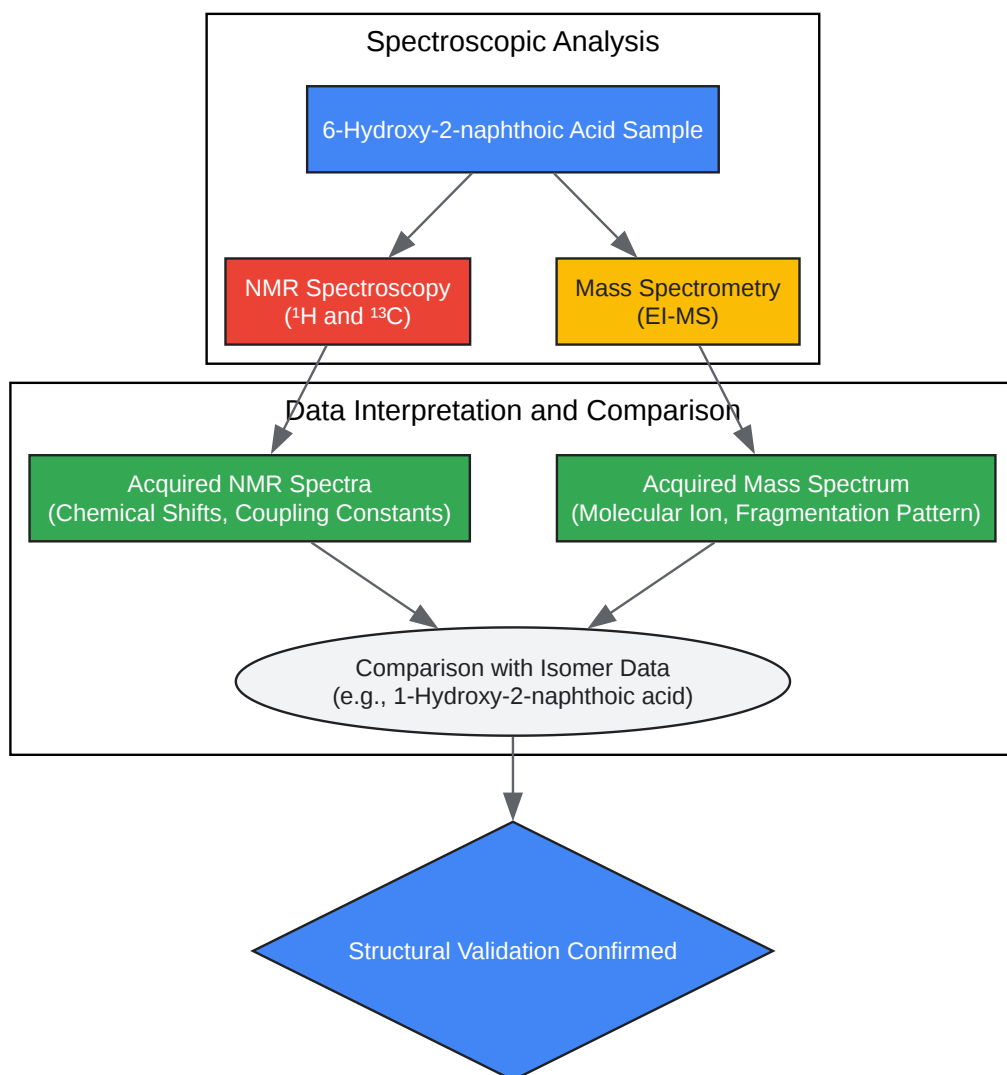 Spectroscopic Analysis
6-Hydroxy-2-naphthoic Acid Sample
NMR Spectroscopy
(¹H and ¹³C)
Mass Spectrometry
(EI-MS)
Data Interpretation and Comparison
Acquired NMR Spectra
(Chemical Shifts, Coupling Constants)
Acquired Mass Spectrum
(Molecular Ion, Fragmentation Pattern)
Comparison with Isomer Data
(e.g., 1-Hydroxy-2-naphthoic acid)
Structural Validation Confirmed